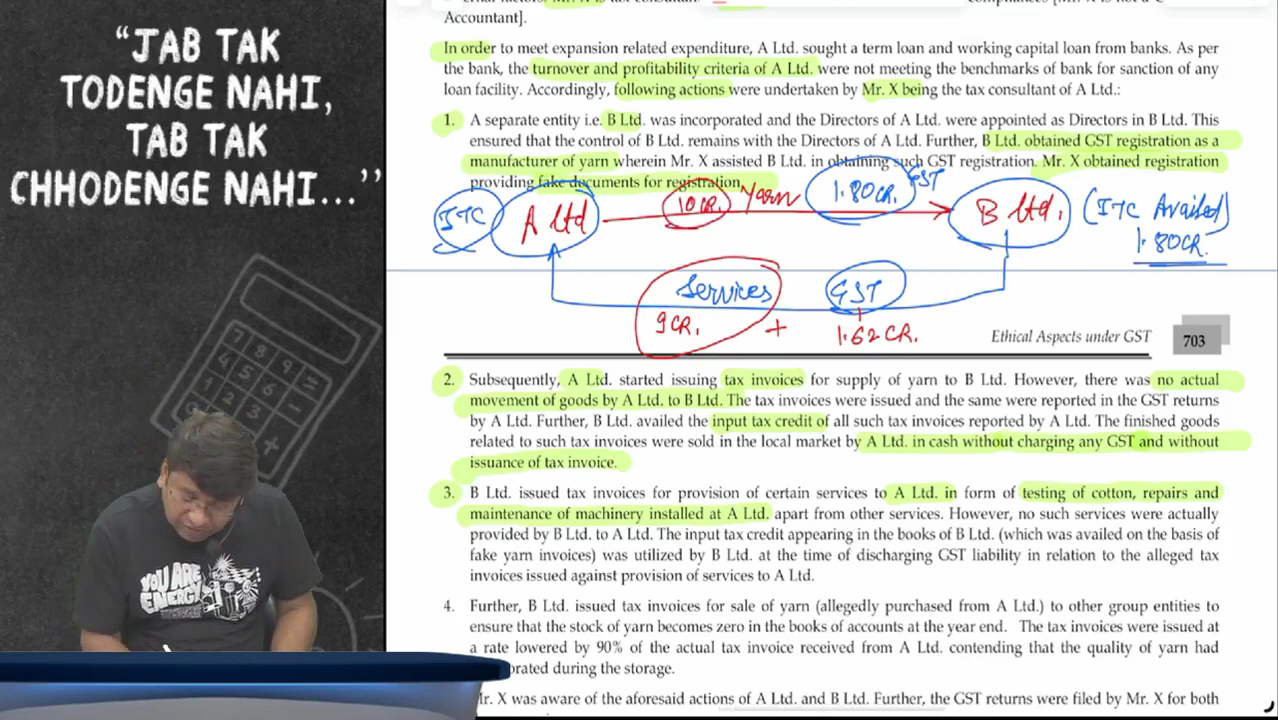 “JAB TAK
TODENGE NAHI,
TAB TAK
CHHODENGE NAHI…’’
YOU ARE
ENERGY
Accountant].
In order to meet expansion related expenditure, A Ltd. sought a term loan and working capital loan from banks. As per
the bank, the turnover and profitability criteria of A Ltd. were not meeting the benchmarks of bank for sanction of any
loan facility. Accordingly, following actions were undertaken by Mr. X being the tax consultant of A Ltd.:
1. A separate entity i.e. B Ltd. was incorporated and the Directors of A Ltd. were appointed as Directors in B Ltd. This
ensured that the control of B Ltd. remains with the Directors of A Ltd. Further, B Ltd. obtained GST registration as a
manufacturer of yarn wherein Mr. X assisted B Ltd. in obtaining such GST registration. Mr. X obtained registration
providing fake documents for registration.
ITC A Ltd 10 CR. Yarn 1.80CR. GST B Ltd. (ITC Availed)
1.80CR.
Services GST
9CR. + 1.62CR.
Ethical Aspects under GST 703
2. Subsequently, A Ltd. started issuing tax invoices for supply of yarn to B Ltd. However, there was no actual
movement of goods by A Ltd. to B Ltd. The tax invoices were issued and the same were reported in the GST returns
by A Ltd. Further, B Ltd. availed the input tax credit of all such tax invoices reported by A Ltd. The finished goods
related to such tax invoices were sold in the local market by A Ltd. in cash without charging any GST and without
issuance of tax invoice.
3. B Ltd. issued tax invoices for provision of certain services to A Ltd. in form of testing of cotton, repairs and
maintenance of machinery installed at A Ltd. apart from other services. However, no such services were actually
provided by B Ltd. to A Ltd. The input tax credit appearing in the books of B Ltd. (which was availed on the basis of
fake yarn invoices) was utilized by B Ltd. at the time of discharging GST liability in relation to the alleged tax
invoices issued against provision of services to A Ltd.
4. Further, B Ltd. issued tax invoices for sale of yarn (allegedly purchased from A Ltd.) to other group entities to
ensure that the stock of yarn becomes zero in the books of accounts at the year end. The tax invoices were issued at
a rate lowered by 90% of the actual tax invoice received from A Ltd. contending that the quality of yarn had
orated during the storage.
Mr. X was aware of the aforesaid actions of A Ltd. and B Ltd. Further, the GST returns were filed by Mr. X for both